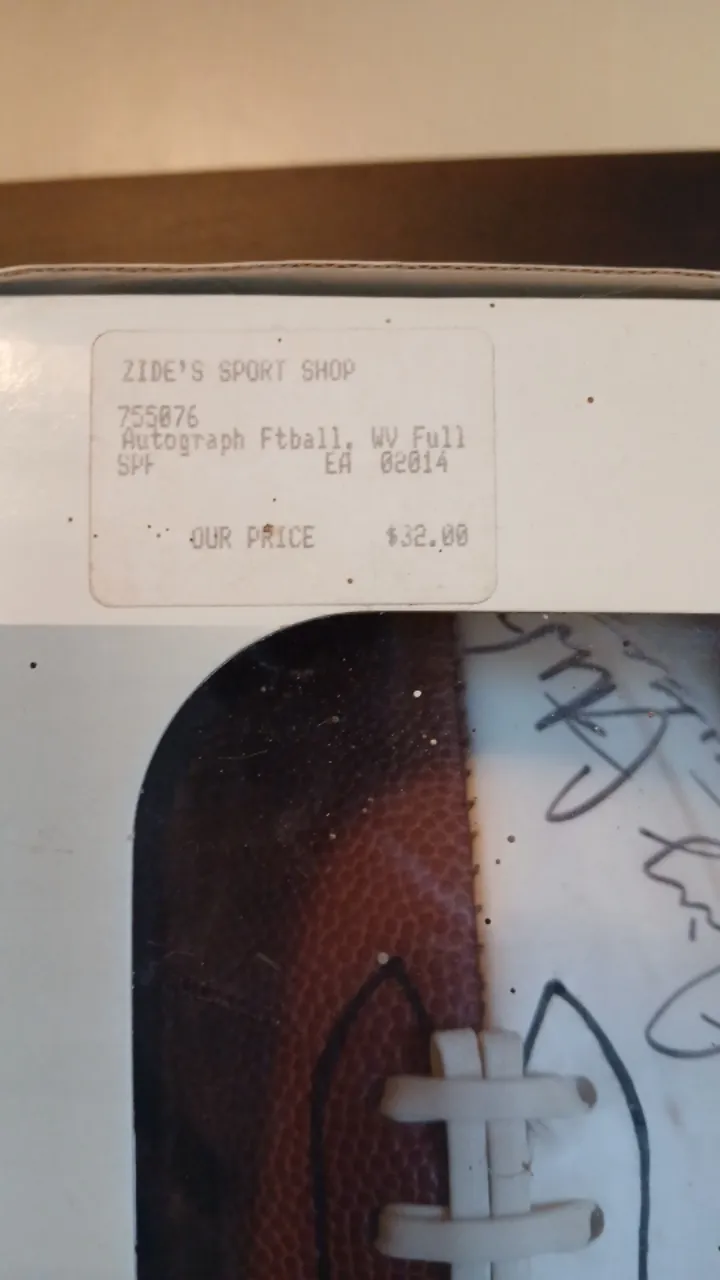 ZIDE'S SPORT SHOP
755076
Autograph Ftball, WV Full
SPF EA 02014
OUR PRICE $32.00